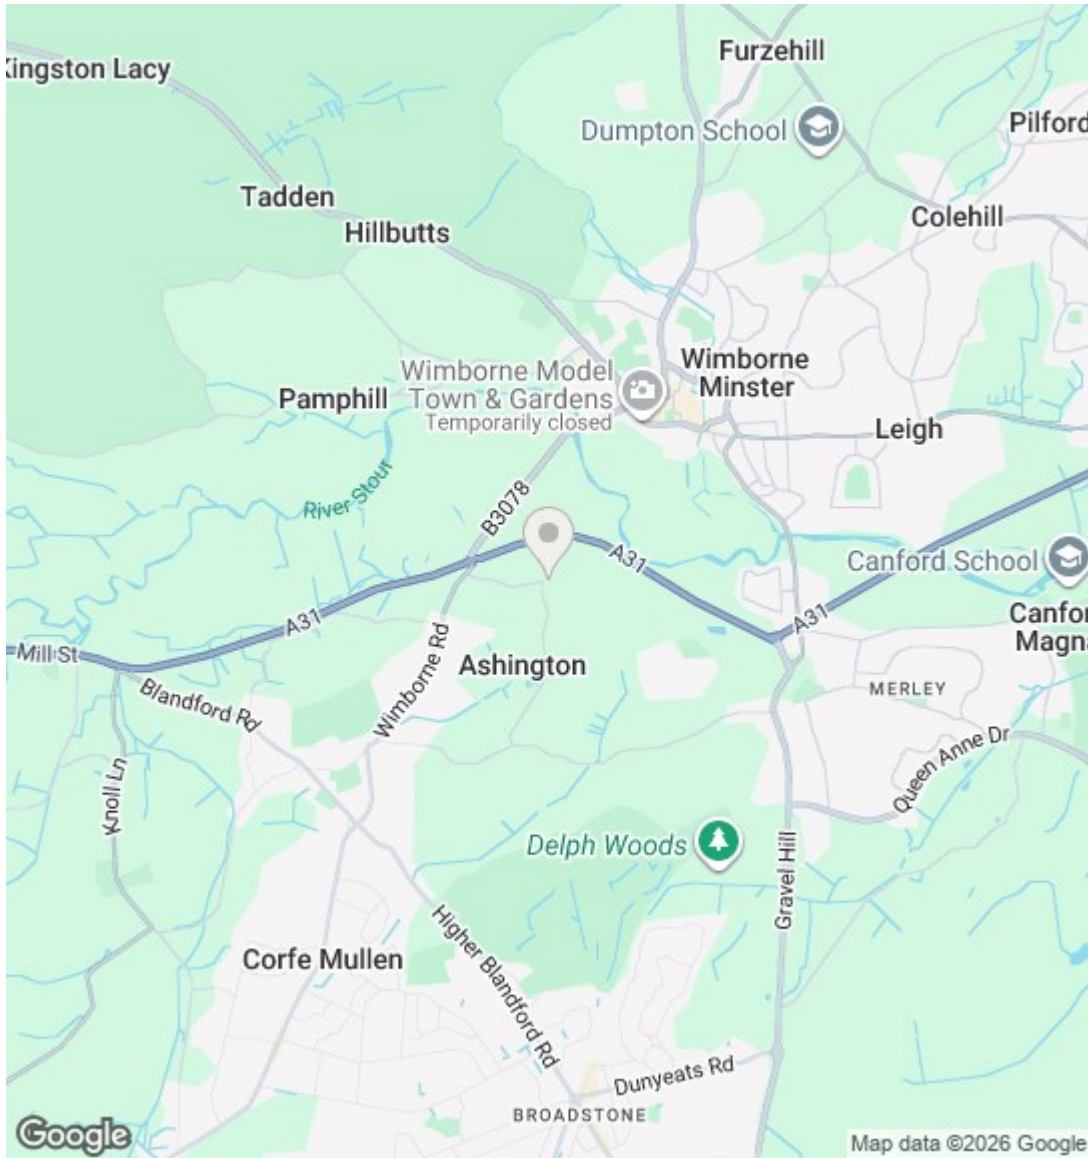 Furzehill
Kingston Lacy
Dumpton School
Pilford
Tadden
Colehill
Hillbutts
Wimborne Model
Town & Gardens
Temporarily closed
Wimborne
Minster
Pamphill
Leigh
River Stour
B3078
A31
Canford School
A31
A31
Canfor
Magna
Mill St
Wimborne Rd
Ashington
Blandford Rd
MERLEY
Queen Anne Dr
Knoll Ln
Delph Woods
Gravel Hill
Higher Blandford Rd
Corfe Mullen
Dunyeats Rd
BROADSTONE
Google
Map data ©2026 Google